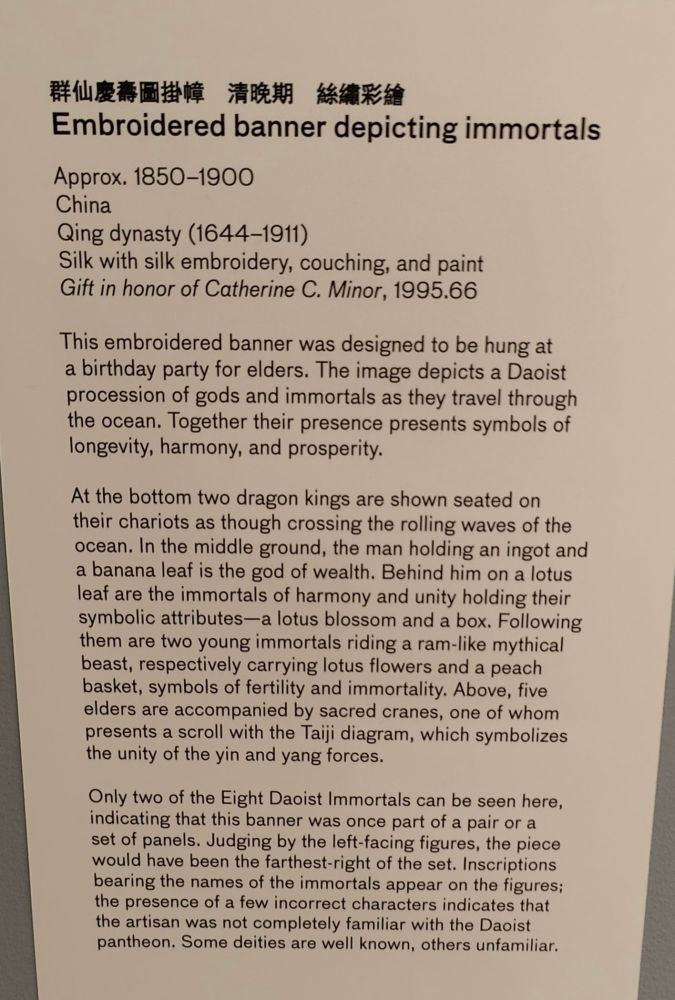 群仙慶壽圖掛幛 清晚期 絲繡彩繪
Embroidered banner depicting immortals
Approx. 1850–1900
China
Qing dynasty (1644–1911)
Silk with silk embroidery, couching, and paint
Gift in honor of Catherine C. Minor, 1995.66
This embroidered banner was designed to be hung at
a birthday party for elders. The image depicts a Daoist
procession of gods and immortals as they travel through
the ocean. Together their presence presents symbols of
longevity, harmony, and prosperity.
At the bottom two dragon kings are shown seated on
their chariots as though crossing the rolling waves of the
ocean. In the middle ground, the man holding an ingot and
a banana leaf is the god of wealth. Behind him on a lotus
leaf are the immortals of harmony and unity holding their
symbolic attributes—a lotus blossom and a box. Following
them are two young immortals riding a ram-like mythical
beast, respectively carrying lotus flowers and a peach
basket, symbols of fertility and immortality. Above, five
elders are accompanied by sacred cranes, one of whom
presents a scroll with the Taiji diagram, which symbolizes
the unity of the yin and yang forces.
Only two of the Eight Daoist Immortals can be seen here,
indicating that this banner was once part of a pair or a
set of panels. Judging by the left-facing figures, the piece
would have been the farthest-right of the set. Inscriptions
bearing the names of the immortals appear on the figures;
the presence of a few incorrect characters indicates that
the artisan was not completely familiar with the Daoist
pantheon. Some deities are well known, others unfamiliar.